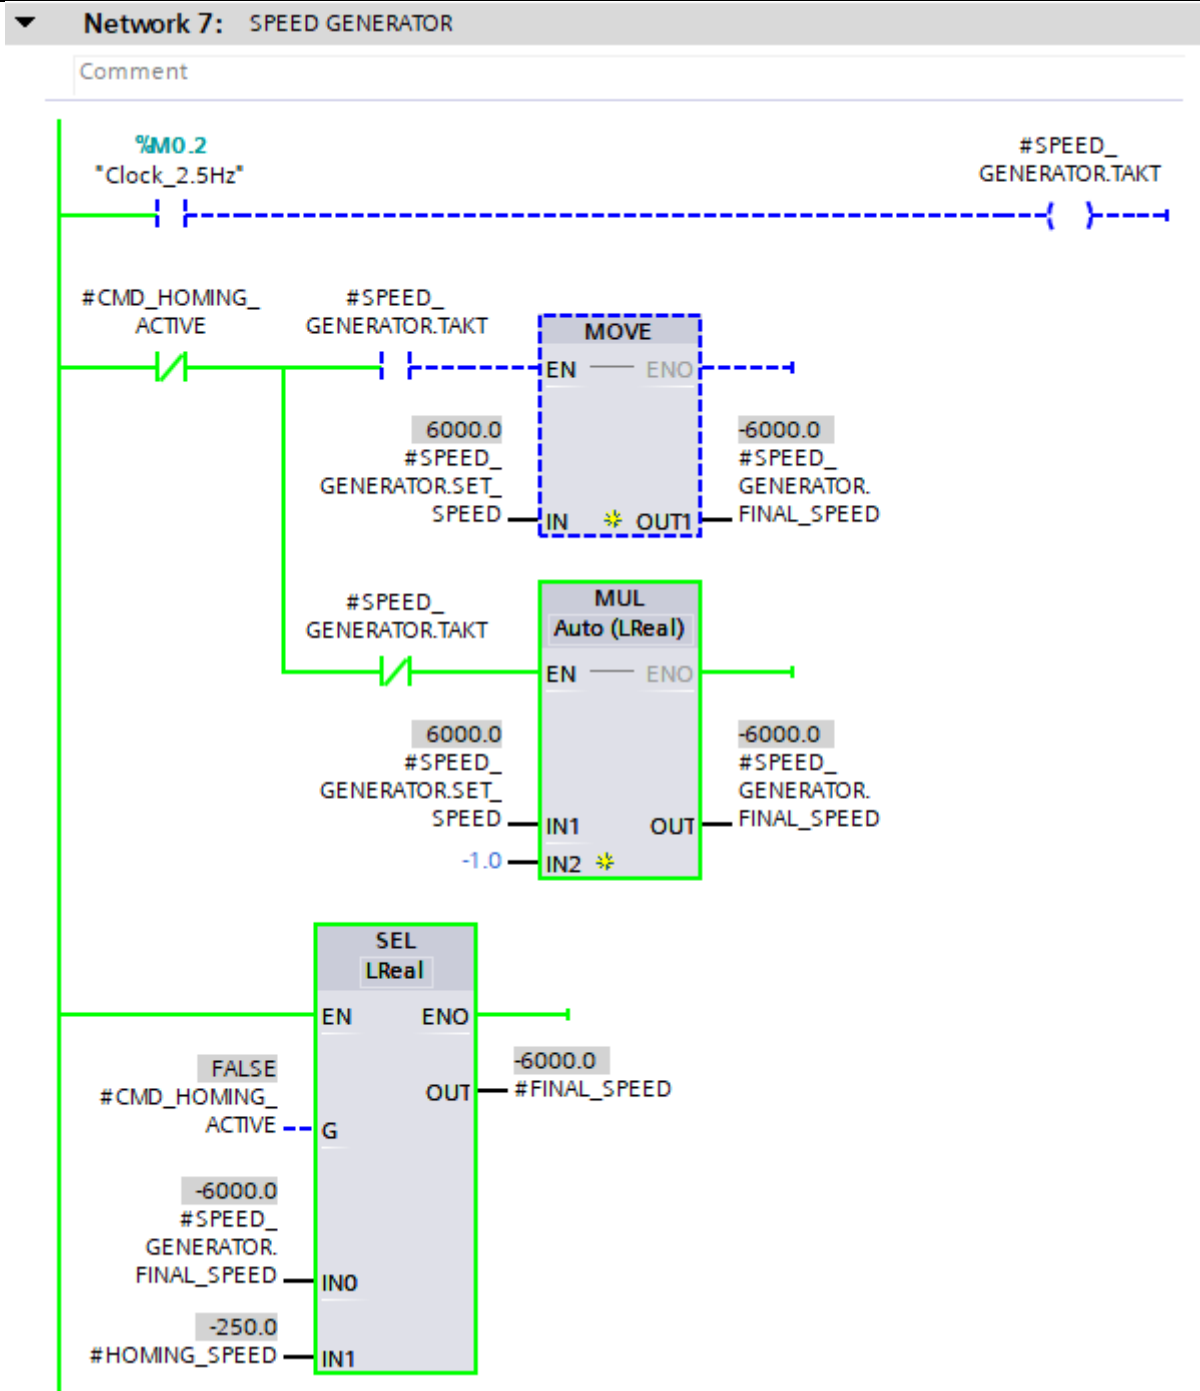 Network 7: SPEED GENERATOR
Comment
%M0.2
"Clock_2.5Hz"
#SPEED_
GENERATOR.TAKT
#CMD_HOMING_
ACTIVE
#SPEED_
GENERATOR.TAKT
MOVE
EN
ENO
6000.0
#SPEED_
GENERATOR.SET_
SPEED
IN
OUT1
-6000.0
#SPEED_
GENERATOR.
FINAL_SPEED
#SPEED_
GENERATOR.TAKT
MUL
Auto (LReal)
EN
ENO
6000.0
#SPEED_
GENERATOR.SET_
SPEED
IN1
OUT
-6000.0
#SPEED_
GENERATOR.
FINAL_SPEED
-1.0
IN2
SEL
LReal
EN
ENO
FALSE
#CMD_HOMING_
ACTIVE
G
OUT
-6000.0
#FINAL_SPEED
-6000.0
#SPEED_
GENERATOR.
FINAL_SPEED
IN0
-250.0
#HOMING_SPEED
IN1